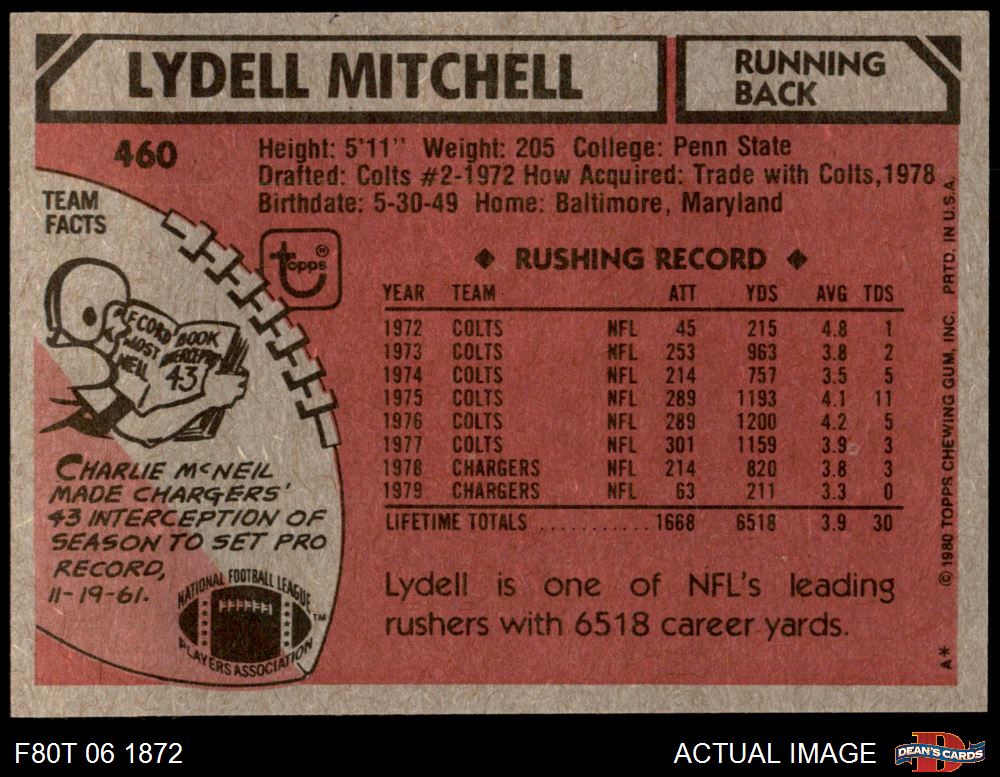 LYDELL MITCHELL
RUNNING
BACK
460
Height: 5'11" Weight: 205 College: Penn State
Drafted: Colts #2-1972 How Acquired: Trade with Colts,1978
Birthdate: 5-30-49 Home: Baltimore, Maryland
TEAM
FACTS
topps ®
RECORD BOOK
MOST INTERCEPTS
NEIL 43
CHARLIE McNEIL
MADE CHARGERS'
43 INTERCEPTION OF
SEASON TO SET PRO
RECORD,
11-19-61.
NATIONAL FOOTBALL LEAGUE
PLAYERS ASSOCIATION
TM
◆ RUSHING RECORD ◆
YEAR TEAM ATT YDS AVG TDS
1972 COLTS NFL 45 215 4.8 1
1973 COLTS NFL 253 963 3.8 2
1974 COLTS NFL 214 757 3.5 5
1975 COLTS NFL 289 1193 4.1 11
1976 COLTS NFL 289 1200 4.2 5
1977 COLTS NFL 301 1159 3.9 3
1978 CHARGERS NFL 214 820 3.8 3
1979 CHARGERS NFL 63 211 3.3 0
LIFETIME TOTALS .......... 1668 6518 3.9 30
Lydell is one of NFL's leading
rushers with 6518 career yards.
A* © 1980 TOPPS CHEWING GUM, INC. PRTD. IN U.S.A.
F80T 06 1872
ACTUAL IMAGE
D
DEAN'S CARDS